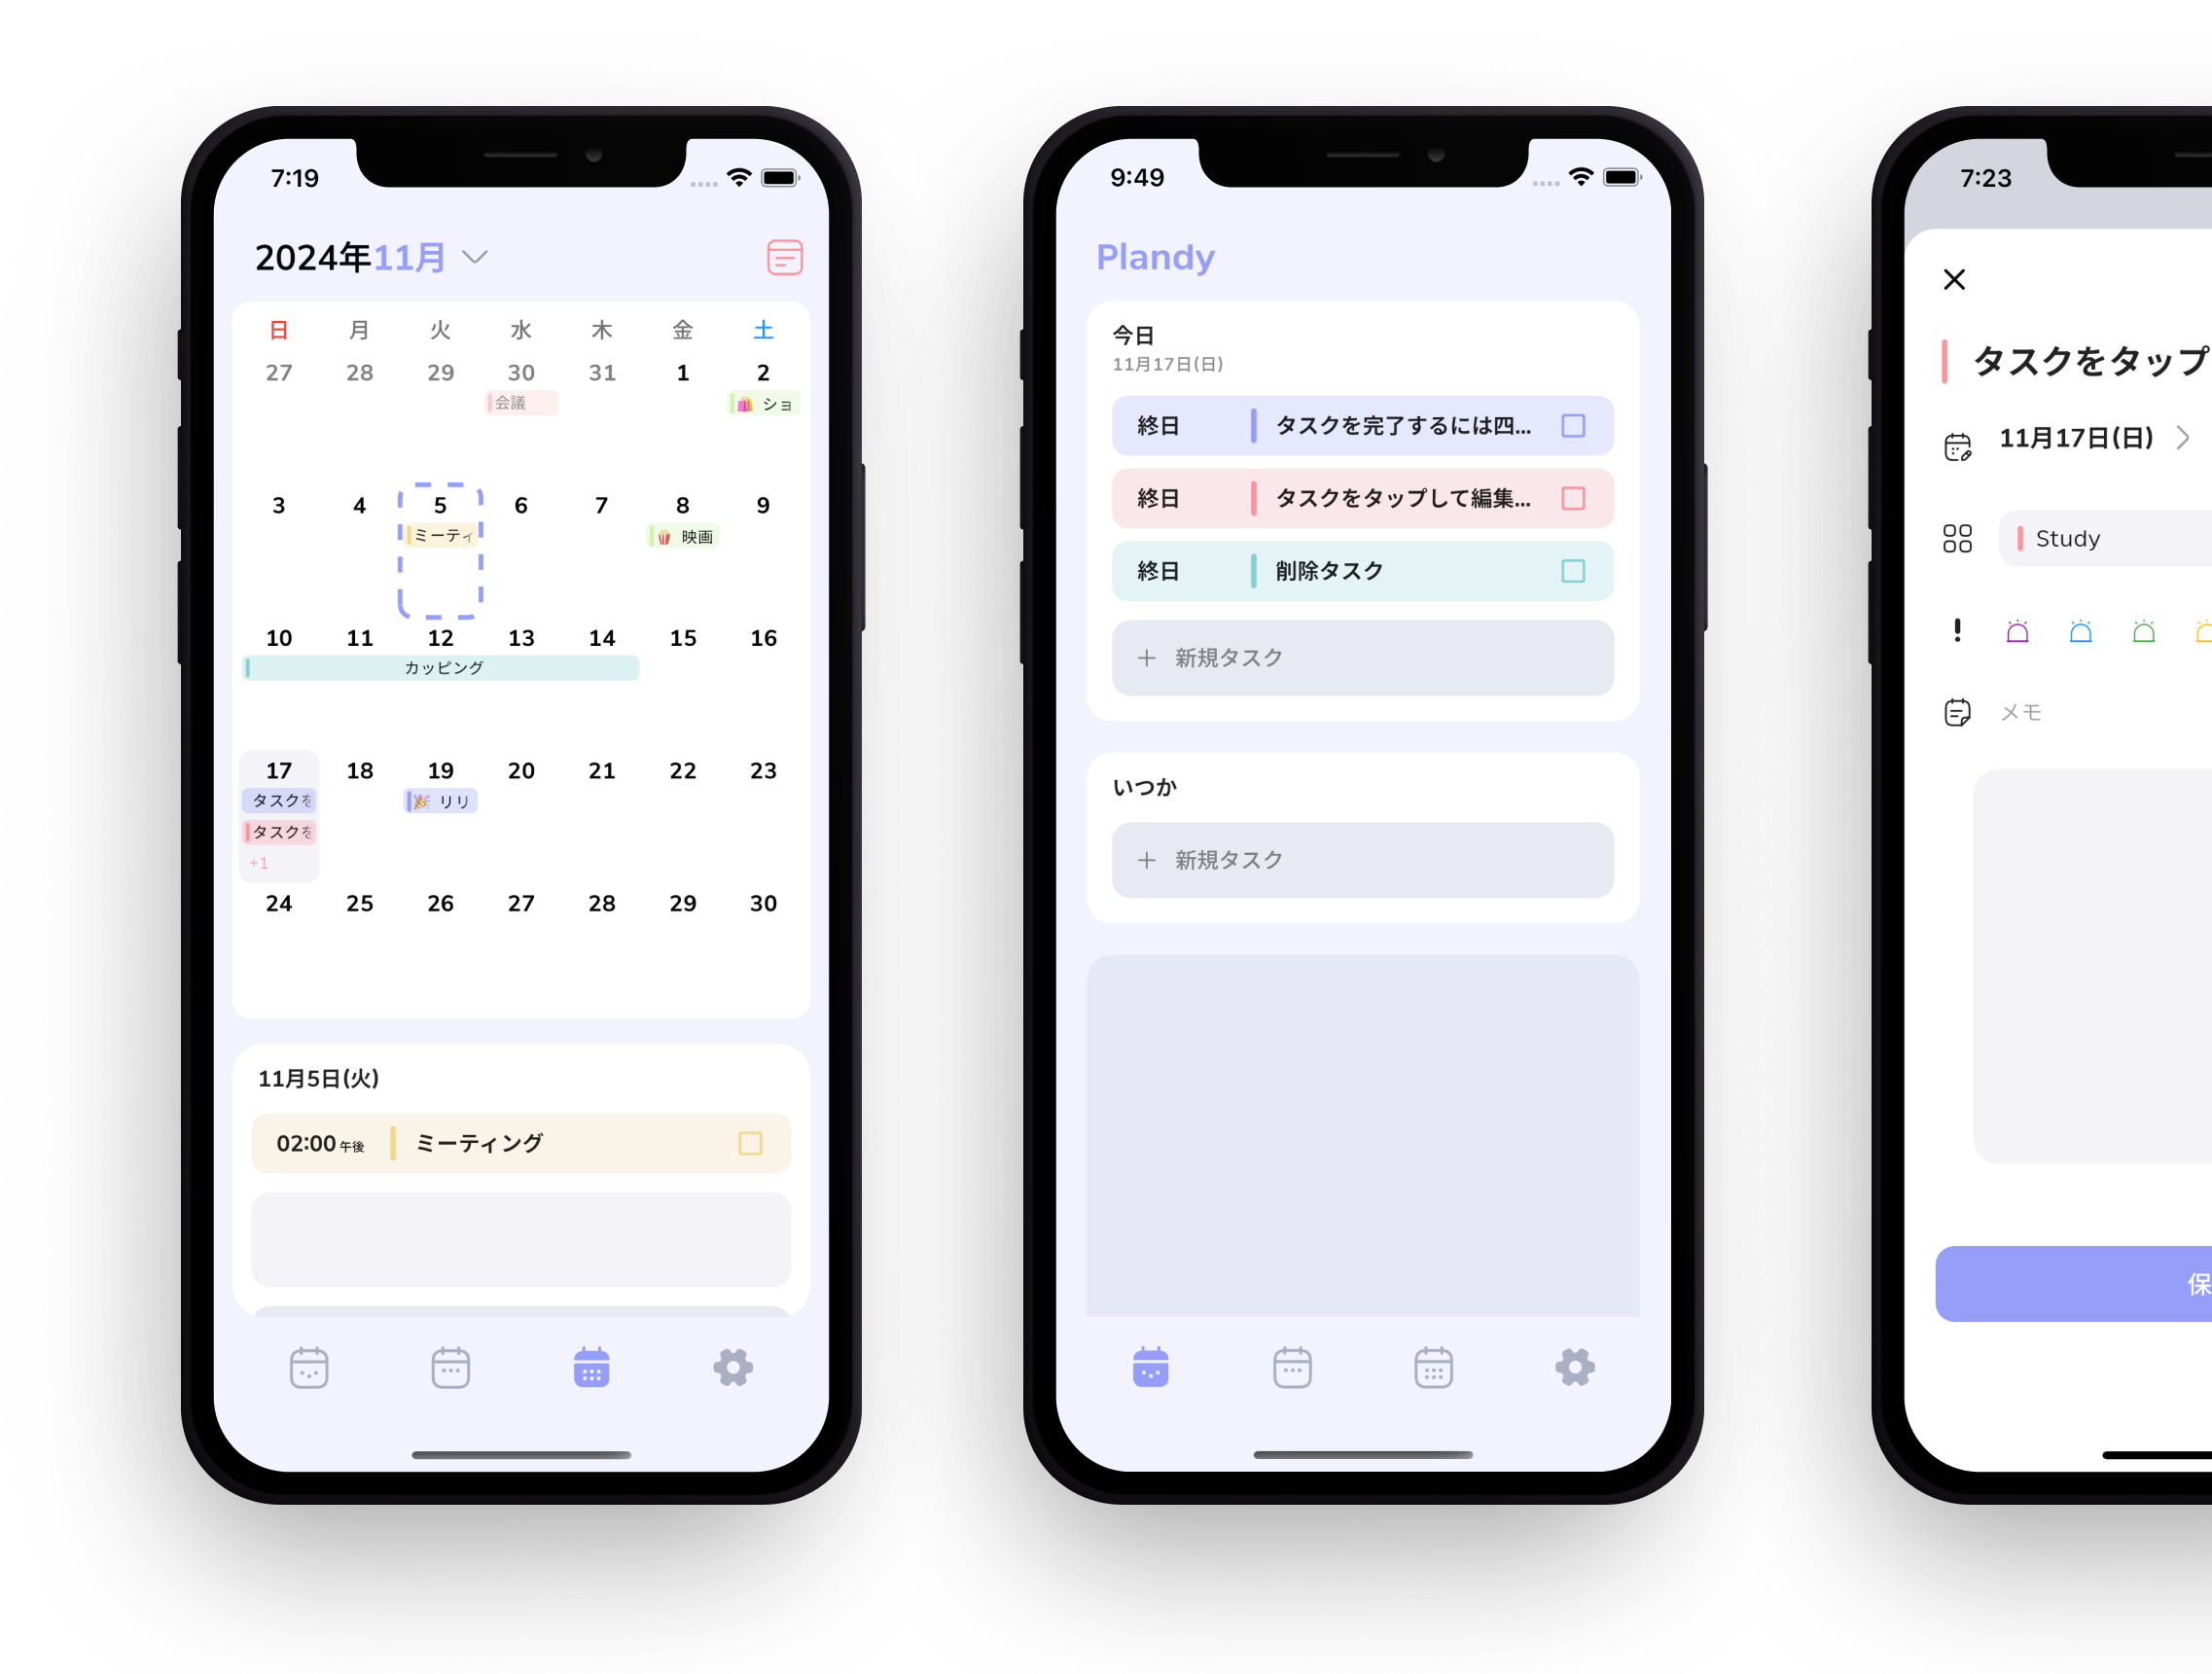 7:19
2024年11月
日 月 火 水 木 金 土
27 28 29 30 31 1 2
会議 ショ
3 4 5 6 7 8 9
ミーティ 映画
10 11 12 13 14 15 16
カッピング
17 18 19 20 21 22 23
タスクを リリ
タスクを
+1
24 25 26 27 28 29 30
11月5日(火)
02:00 午後 ミーティング
9:49
Plandy
今日
11月17日(日)
終日 タスクを完了するには四...
終日 タスクをタップして編集...
終日 削除タスク
+ 新規タスク
いつか
+ 新規タスク
7:23
タスクをタップ
11月17日(日)
Study
メモ
保